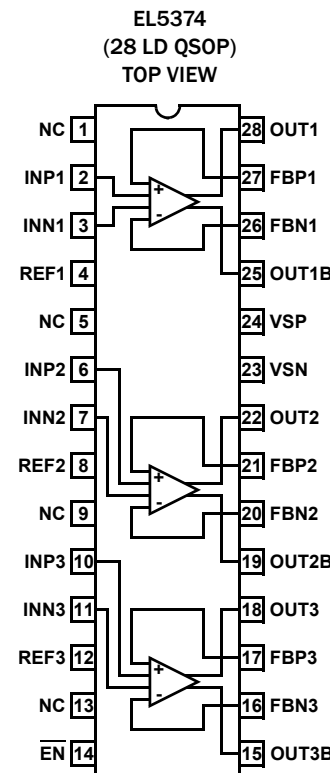 EL5374
(28 LD QSOP)
TOP VIEW
NC 1
28 OUT1
INP1 2
27 FBP1
INN1 3
26 FBN1
REF1 4
25 OUT1B
NC 5
24 VSP
INP2 6
23 VSN
INN2 7
22 OUT2
REF2 8
21 FBP2
NC 9
20 FBN2
INP3 10
19 OUT2B
INN3 11
18 OUT3
REF3 12
17 FBP3
NC 13
16 FBN3
E̅N̅ 14
15 OUT3B
+
-
+
-
+
-